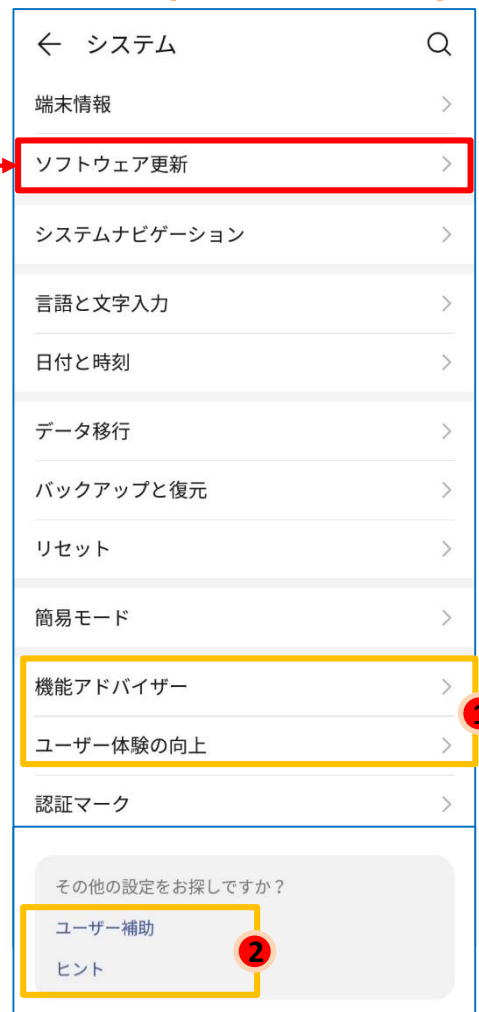 システム
端末情報
ソフトウェア更新
システムナビゲーション
言語と文字入力
日付と時刻
データ移行
バックアップと復元
リセット
簡易モード
機能アドバイザー
1
ユーザー体験の向上
認証マーク
その他の設定をお探しですか？
ユーザー補助
2
ヒント